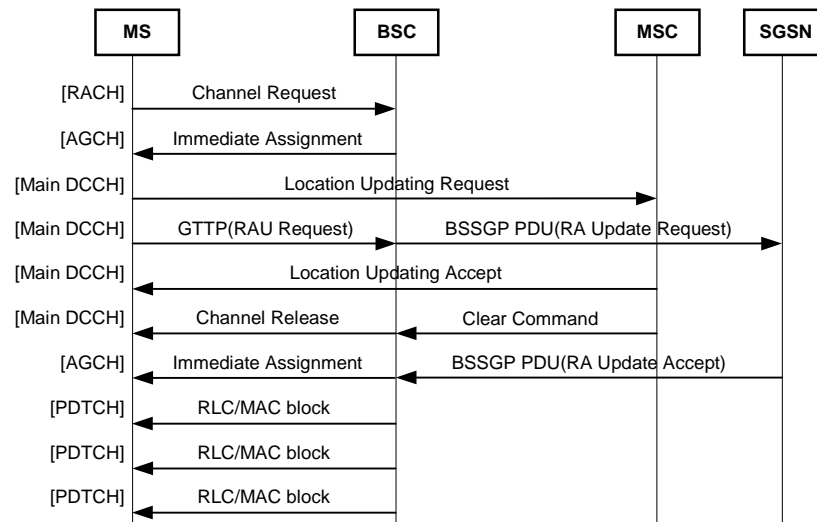 MS BSC MSC SGSN
[RACH] Channel Request
[AGCH] Immediate Assignment
[Main DCCH] Location Updating Request
[Main DCCH] GTTP(RAU Request) BSSGP PDU(RA Update Request)
[Main DCCH] Location Updating Accept
[Main DCCH] Channel Release Clear Command
[AGCH] Immediate Assignment BSSGP PDU(RA Update Accept)
[PDTCH] RLC/MAC block
[PDTCH] RLC/MAC block
[PDTCH] RLC/MAC block